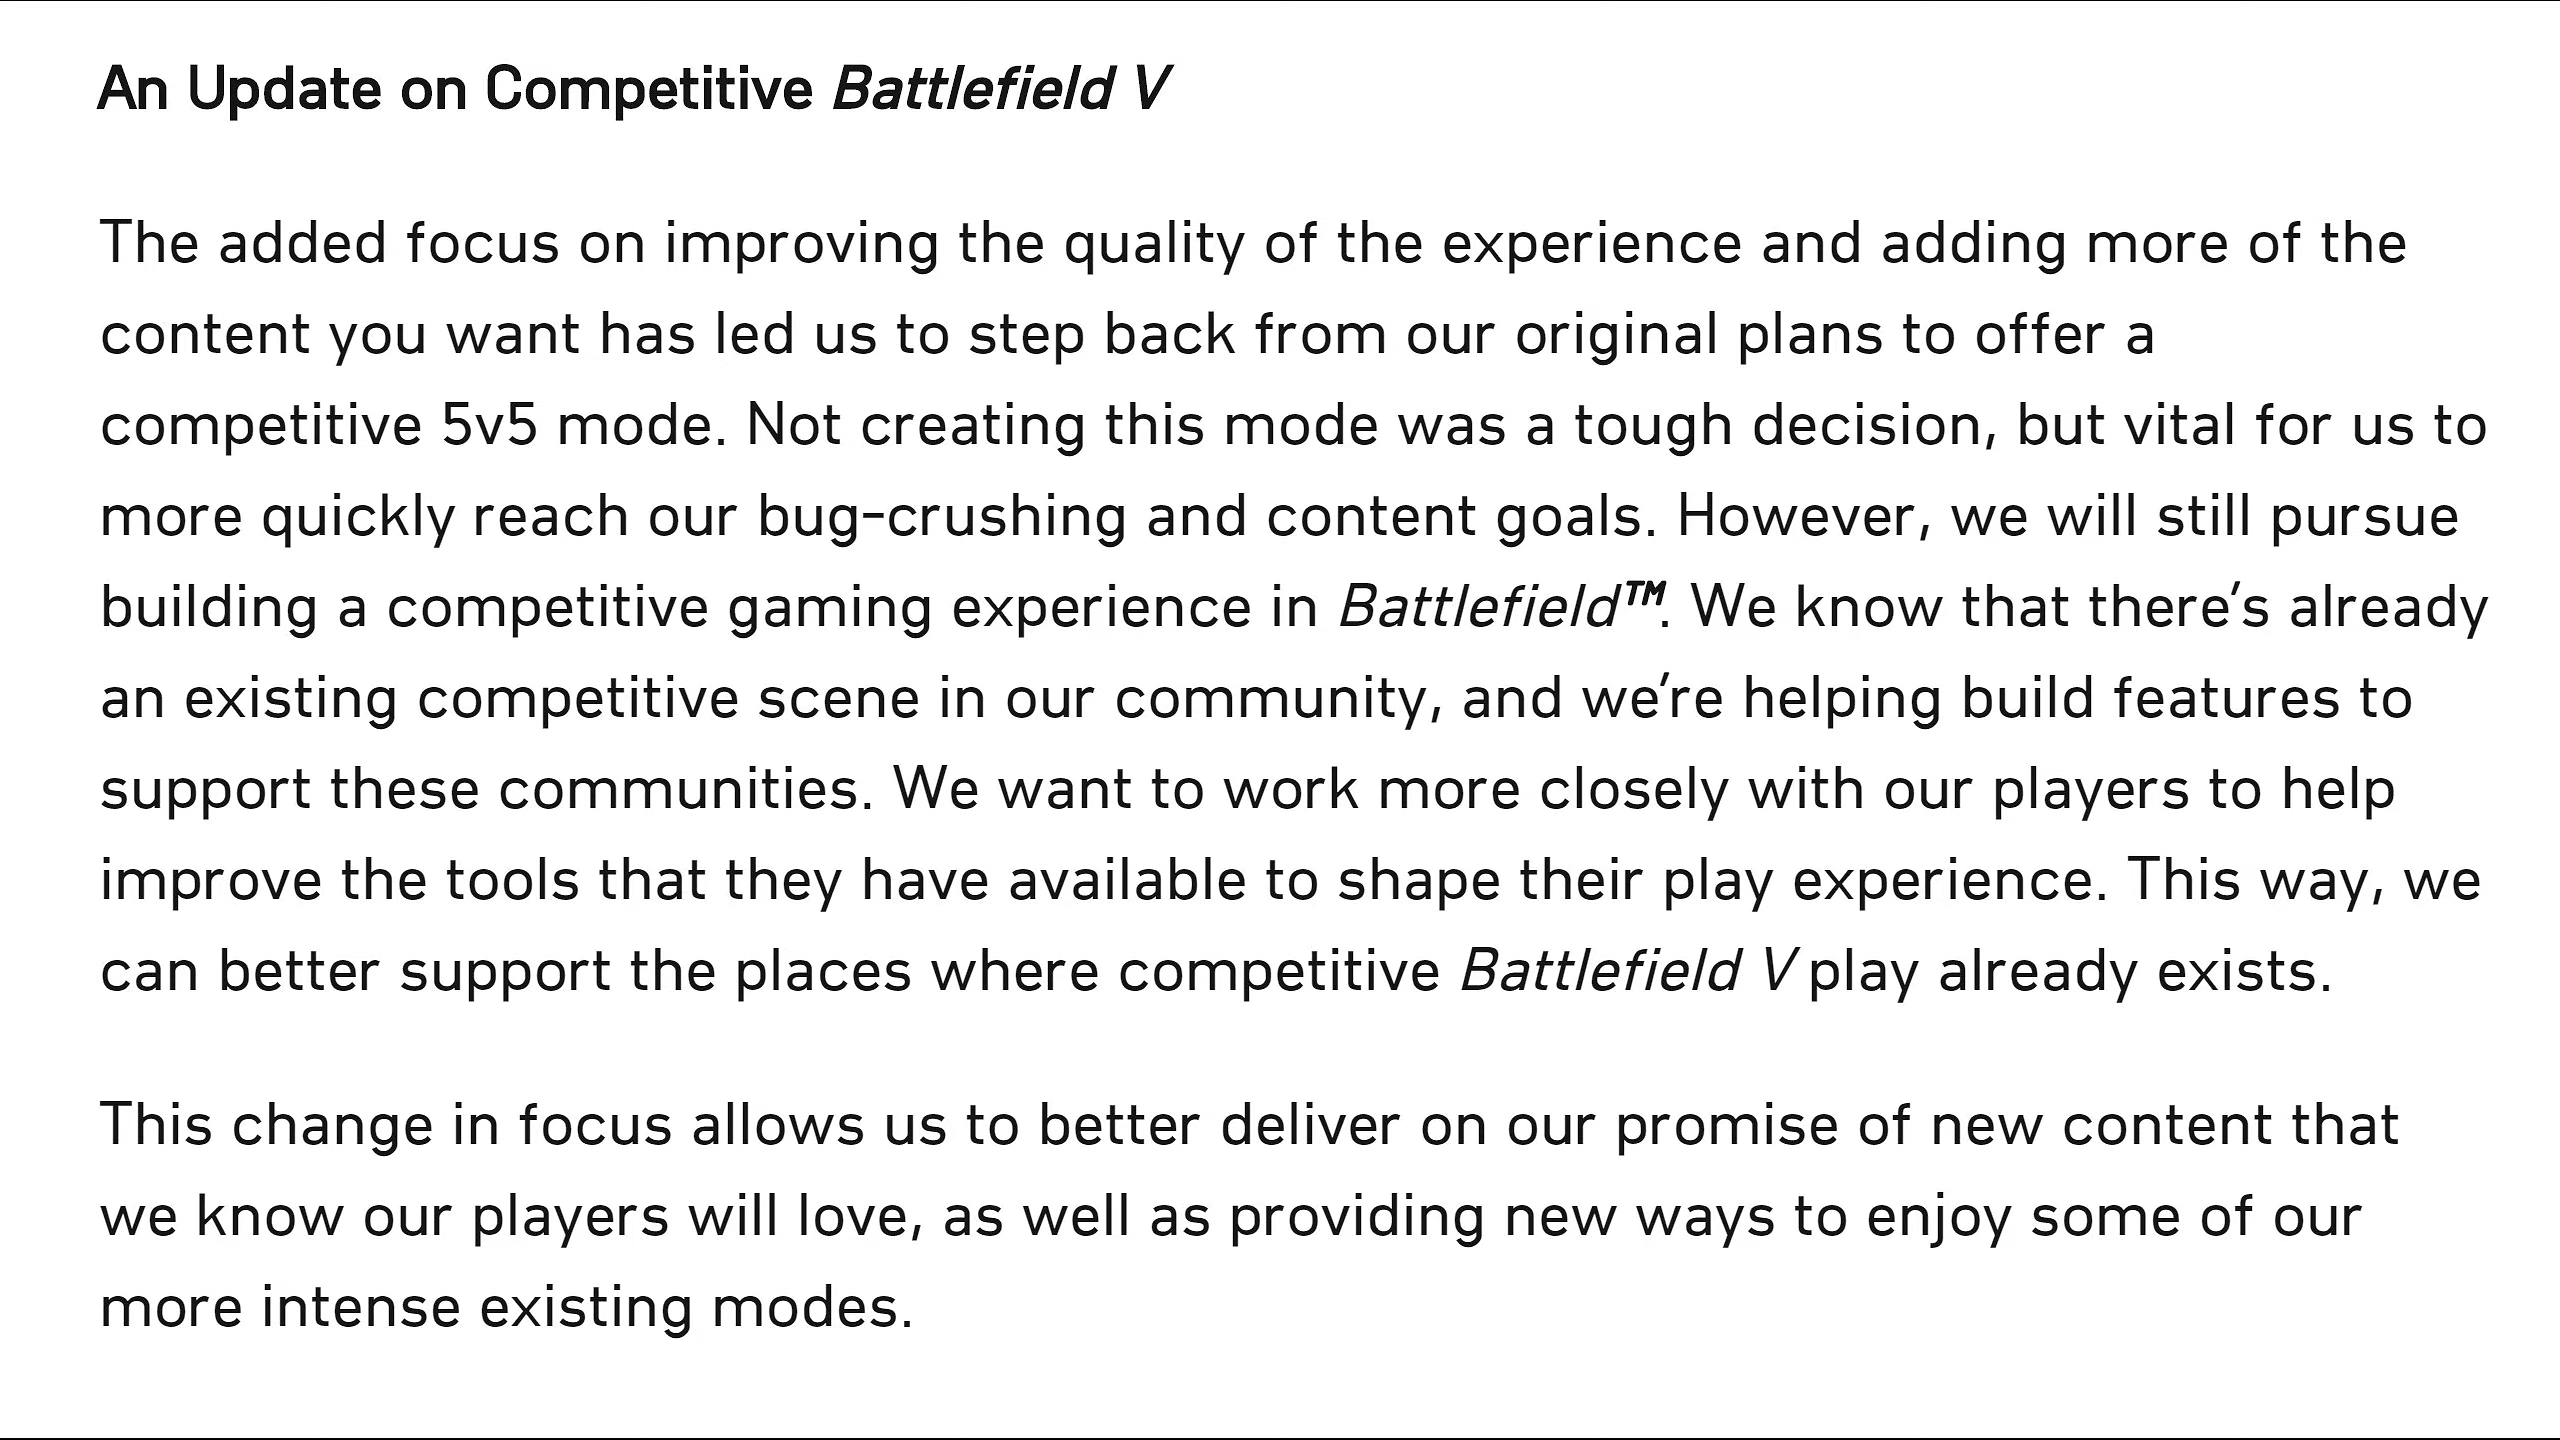 An Update on Competitive Battlefield V
The added focus on improving the quality of the experience and adding more of the
content you want has led us to step back from our original plans to offer a
competitive 5v5 mode. Not creating this mode was a tough decision, but vital for us to
more quickly reach our bug-crushing and content goals. However, we will still pursue
building a competitive gaming experience in Battlefield™. We know that there’s already
an existing competitive scene in our community, and we’re helping build features to
support these communities. We want to work more closely with our players to help
improve the tools that they have available to shape their play experience. This way, we
can better support the places where competitive Battlefield V play already exists.
This change in focus allows us to better deliver on our promise of new content that
we know our players will love, as well as providing new ways to enjoy some of our
more intense existing modes.